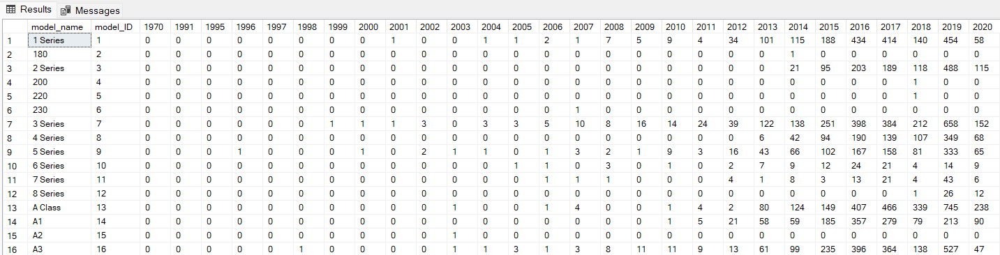 Results Messages
model_name model_ID 1970 1991 1995 1996 1997 1998 1999 2000 2001 2002 2003 2004 2005 2006 2007 2008 2009 2010 2011 2012 2013 2014 2015 2016 2017 2018 2019 2020
1 1 Series 1 0 0 0 0 0 0 0 0 1 0 0 1 1 2 1 7 5 9 4 34 101 115 188 434 414 140 454 58
2 180 2 0 0 0 0 0 0 0 0 0 0 0 0 0 0 0 0 0 0 0 0 0 1 0 0 0 0 0 0
3 2 Series 3 0 0 0 0 0 0 0 0 0 0 0 0 0 0 0 0 0 0 0 0 0 21 95 203 189 118 488 115
4 200 4 0 0 0 0 0 0 0 0 0 0 0 0 0 0 0 0 0 0 0 0 0 0 0 0 0 1 0 0
5 220 5 0 0 0 0 0 0 0 0 0 0 0 0 0 0 0 0 0 0 0 0 0 0 0 0 0 1 0 0
6 230 6 0 0 0 0 0 0 0 0 0 0 0 0 0 0 1 0 0 0 0 0 0 0 0 0 0 0 0 0
7 3 Series 7 0 0 0 0 0 0 1 1 1 3 0 3 3 5 10 8 16 14 24 39 122 138 251 398 384 212 658 152
8 4 Series 8 0 0 0 0 0 0 0 0 0 0 0 0 0 0 0 0 0 0 0 0 6 42 94 190 139 107 349 68
9 5 Series 9 0 0 0 1 0 0 0 1 0 2 1 1 0 1 3 2 1 9 3 16 43 66 102 167 158 81 333 65
10 6 Series 10 0 0 0 0 0 0 0 0 0 0 0 0 1 1 0 3 0 1 0 2 7 9 12 24 21 4 14 9
11 7 Series 11 0 0 0 0 0 0 0 0 0 0 0 0 0 1 1 1 0 0 0 4 1 8 3 13 21 4 43 6
12 8 Series 12 0 0 0 0 0 0 0 0 0 0 0 0 0 0 0 0 0 0 0 0 0 0 0 0 0 1 26 12
13 A Class 13 0 0 0 0 0 0 0 0 0 0 1 0 0 1 4 0 0 1 4 2 80 124 149 407 466 339 745 238
14 A1 14 0 0 0 0 0 0 0 0 0 0 0 0 0 0 0 0 0 1 5 21 58 59 185 357 279 79 213 90
15 A2 15 0 0 0 0 0 0 0 0 0 0 1 0 0 0 0 0 0 0 0 0 0 0 0 0 0 0 0 0
16 A3 16 0 0 0 0 0 1 0 0 0 0 1 1 3 1 3 8 11 11 9 13 61 99 235 396 364 138 527 47